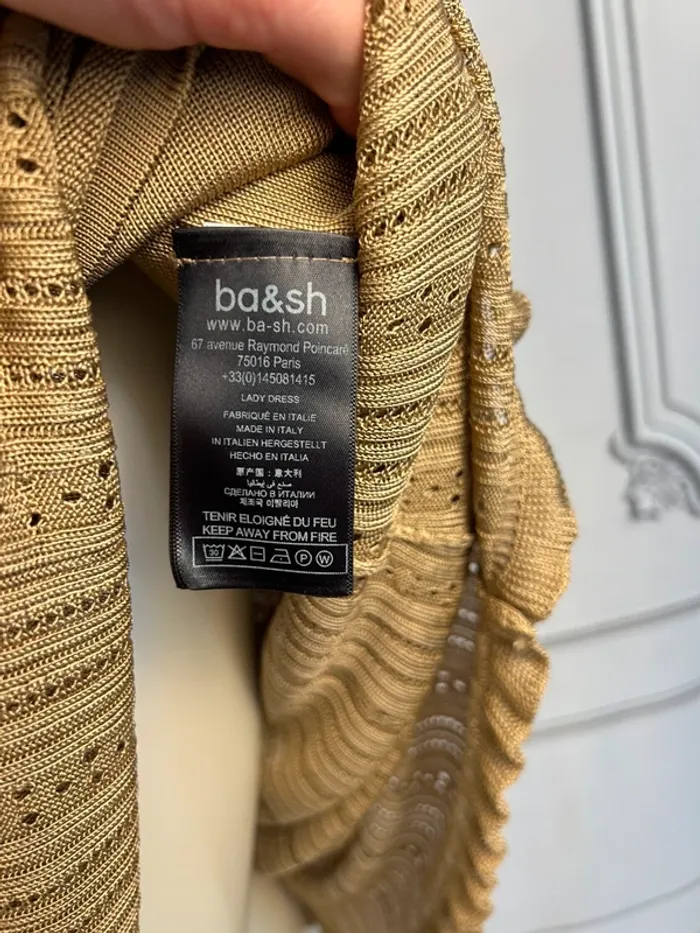 ba&sh
www.ba-sh.com
67 avenue Raymond Poincaré
75016 Paris
+33(0)145081415
LADY DRESS
FABRIQUÉ EN ITALIE
MADE IN ITALY
IN ITALIEN HERGESTELLT
HECHO EN ITALIA
原产国：意大利
صنع في إيطاليا
СДЕЛАНО В ИТАЛИИ
제조국 이탈리아
TENIR ELOIGNÉ DU FEU
KEEP AWAY FROM FIRE
30 P W